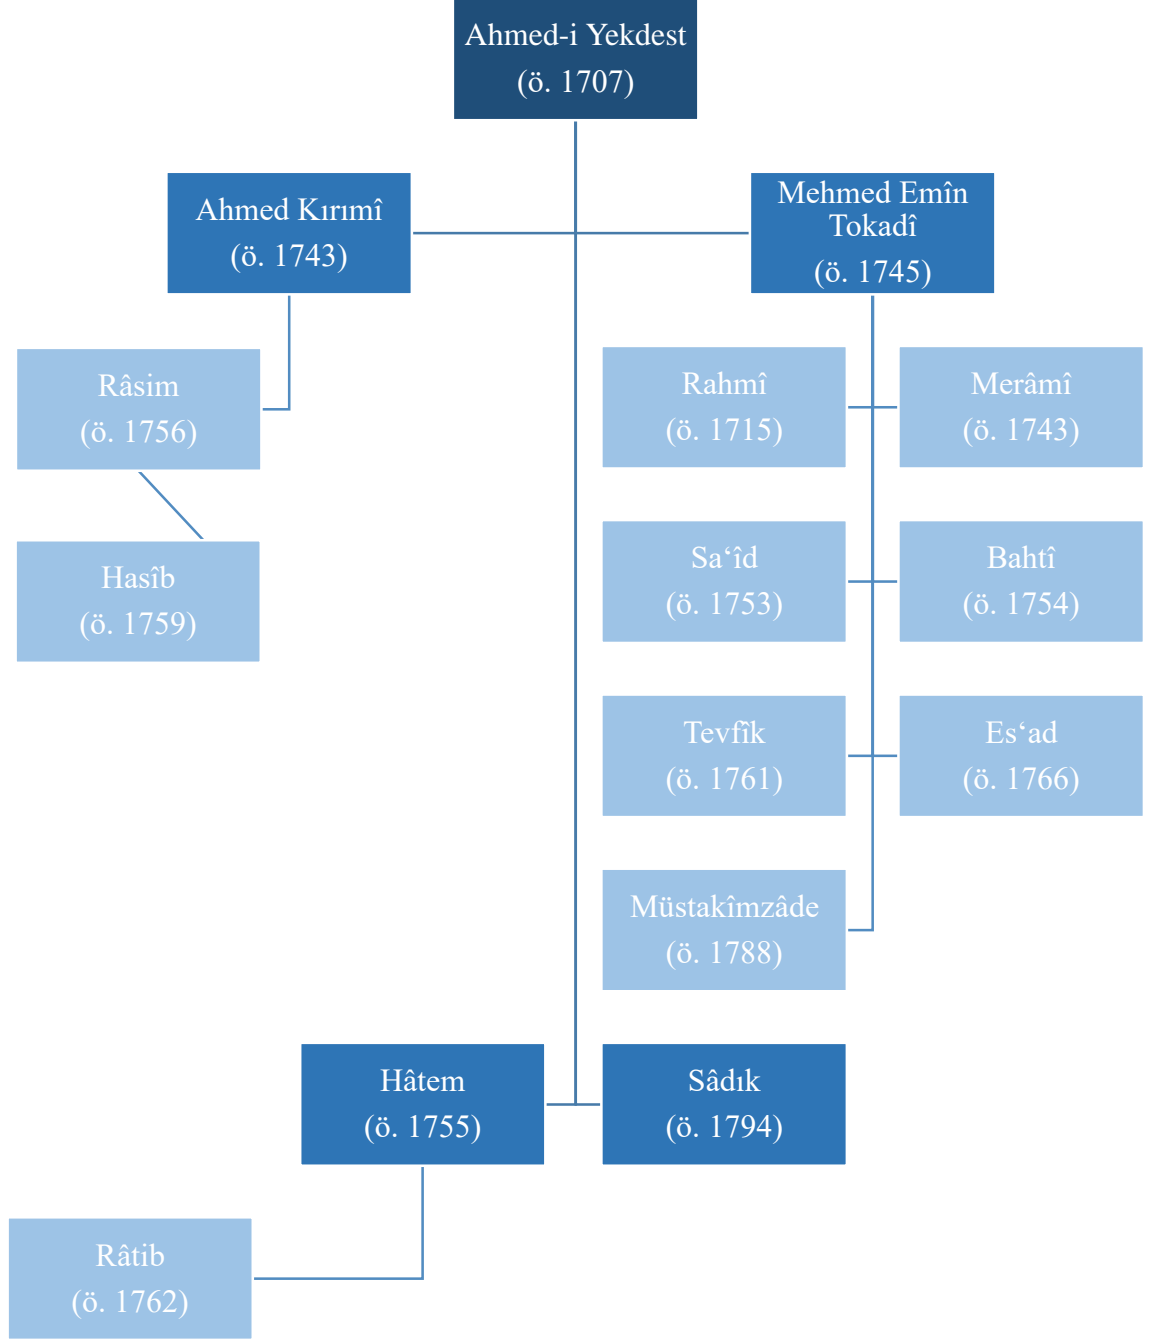 Ahmed-i Yekdest
(ö. 1707)
Ahmed Kırımî
(ö. 1743)
Mehmed Emîn
Tokadî
(ö. 1745)
Râsim
(ö. 1756)
Hasîb
(ö. 1759)
Rahmî
(ö. 1715)
Merâmî
(ö. 1743)
Sa‘îd
(ö. 1753)
Bahtî
(ö. 1754)
Tevfîk
(ö. 1761)
Es‘ad
(ö. 1766)
Müstakîmzâde
(ö. 1788)
Hâtem
(ö. 1755)
Sâdık
(ö. 1794)
Râtib
(ö. 1762)